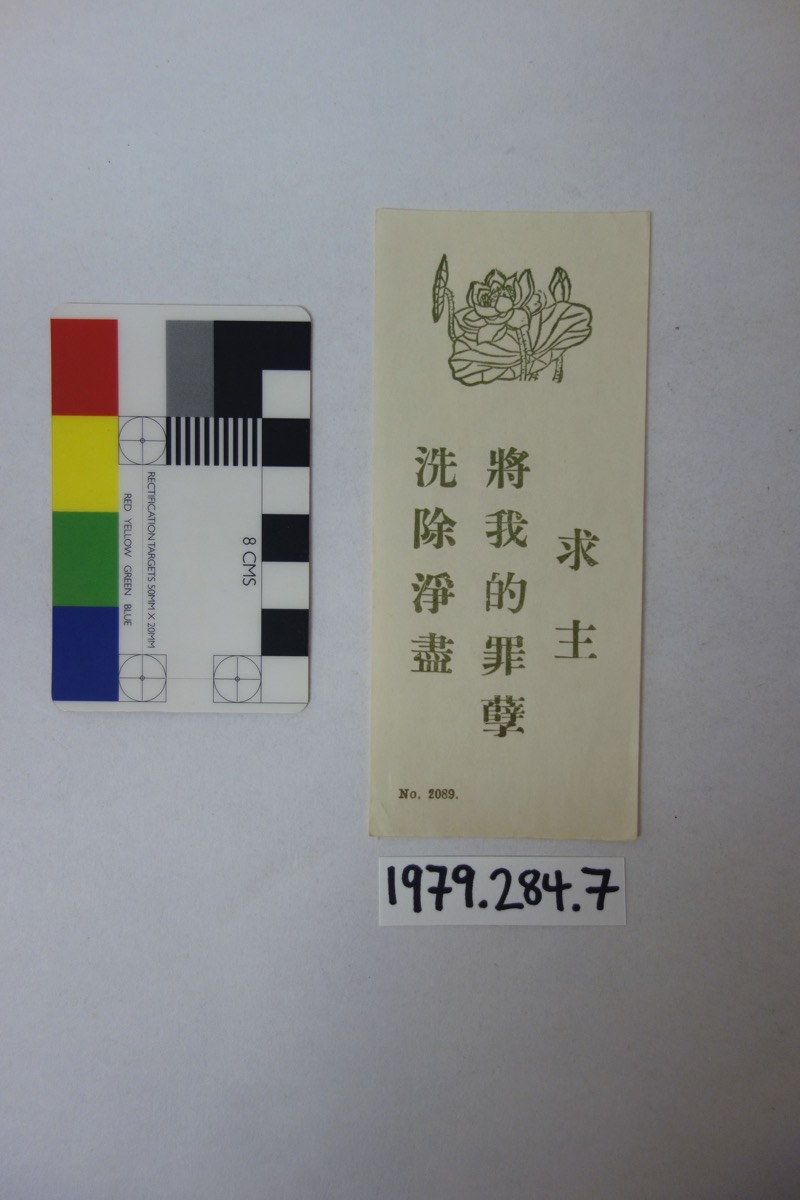 求主
將我的罪孽
洗除淨盡
No. 2089.
1979.284.7
8 CMS
RECTIFICATION TARGETS 50MM X 20MM
RED YELLOW GREEN BLUE